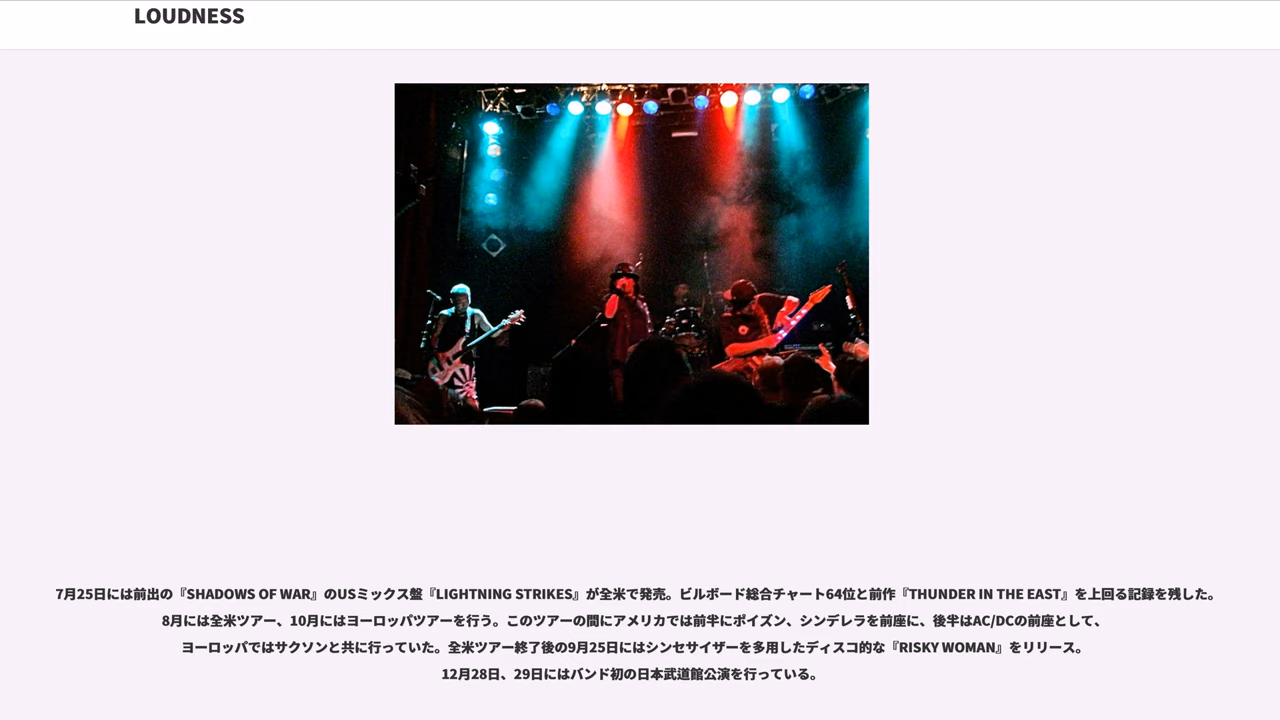 LOUDNESS
7月25日には前出の『SHADOWS OF WAR』のUSミックス盤『LIGHTNING STRIKES』が全米で発売。ビルボード総合チャート64位と前作『THUNDER IN THE EAST』を上回る記録を残した。
8月には全米ツアー、10月にはヨーロッパツアーを行う。このツアーの間にアメリカでは前半にポイズン、シンデレラを前座に、後半はAC/DCの前座として、
ヨーロッパではサクソンと共に行っていた。全米ツアー終了後の9月25日にはシンセサイザーを多用したディスコ的な『RISKY WOMAN』をリリース。
12月28日、29日にはバンド初の日本武道館公演を行っている。